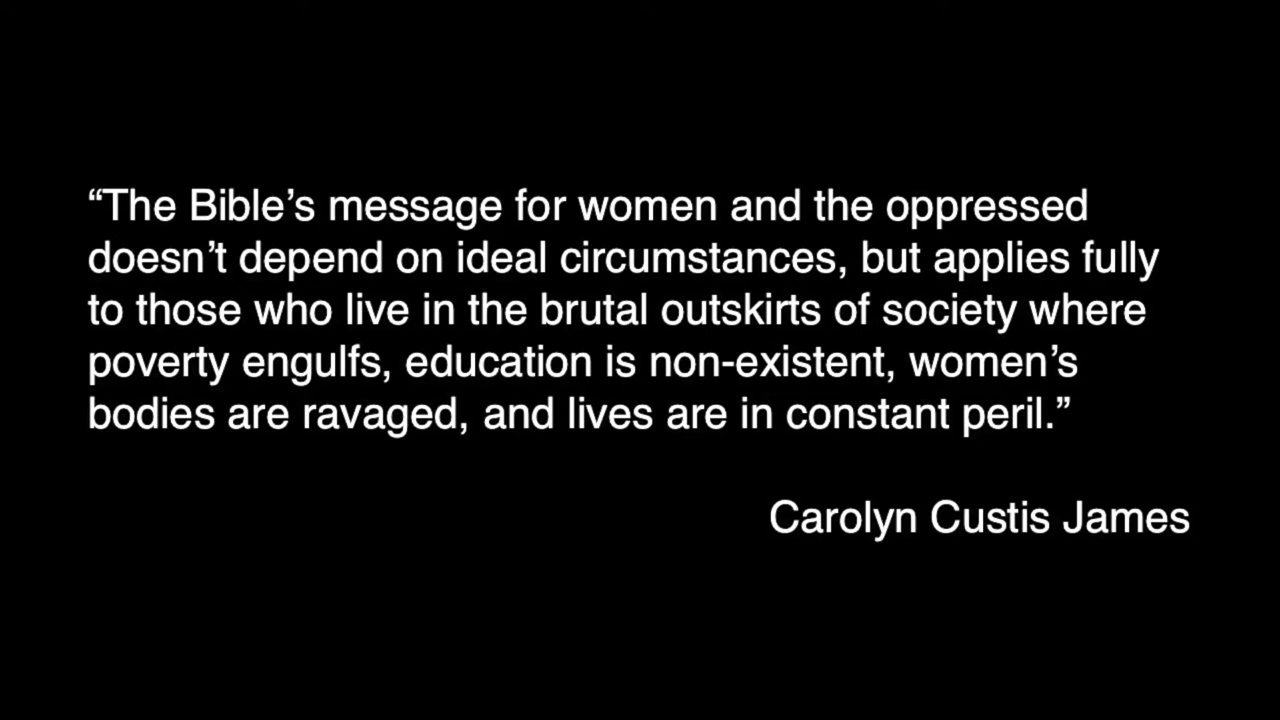 “The Bible’s message for women and the oppressed
doesn’t depend on ideal circumstances, but applies fully
to those who live in the brutal outskirts of society where
poverty engulfs, education is non-existent, women’s
bodies are ravaged, and lives are in constant peril.”
Carolyn Custis James